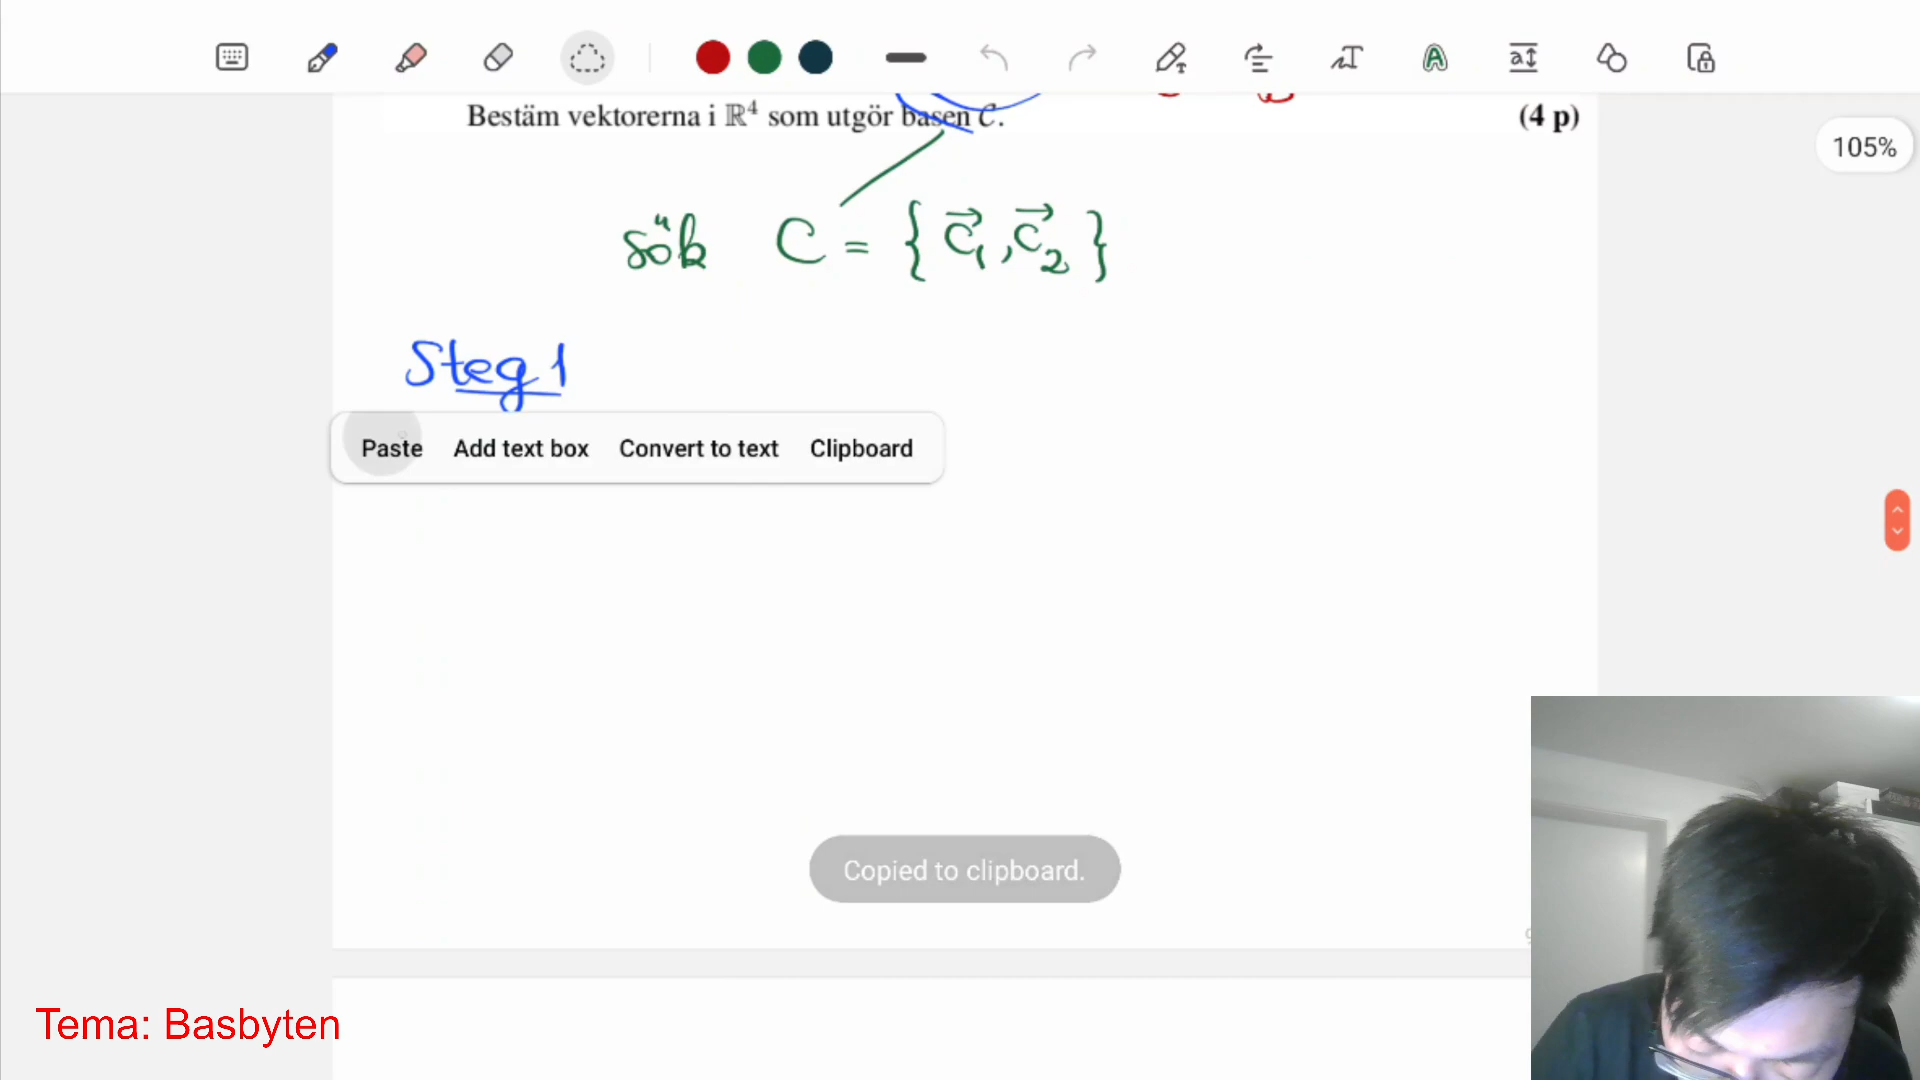 Bestäm vektorerna i ℝ⁴ som utgör basen C. (4 p)
105%
sök C = { c⃗₁, c⃗₂ }
Steg 1
Paste Add text box Convert to text Clipboard
Copied to clipboard.
Tema: Basbyten